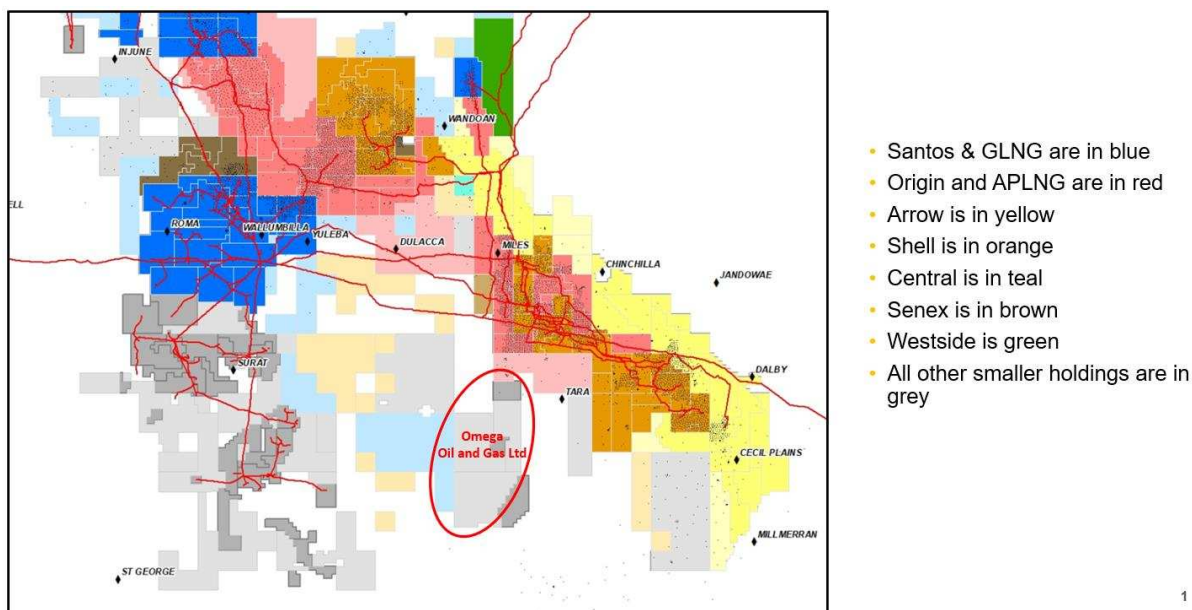 INJUNE
WANDOAN
ELL
ROMA
WALLUMBILLA
YULEBA
DULACCA
MILES
CHINCHILLA
JANDOWAE
SURAT
TARA
DALBY
Omega
Oil and Gas Ltd
CECIL PLAINS
MILLMERRAN
ST GEORGE
• Santos & GLNG are in blue
• Origin and APLNG are in red
• Arrow is in yellow
• Shell is in orange
• Central is in teal
• Senex is in brown
• Westside is green
• All other smaller holdings are in
grey
1